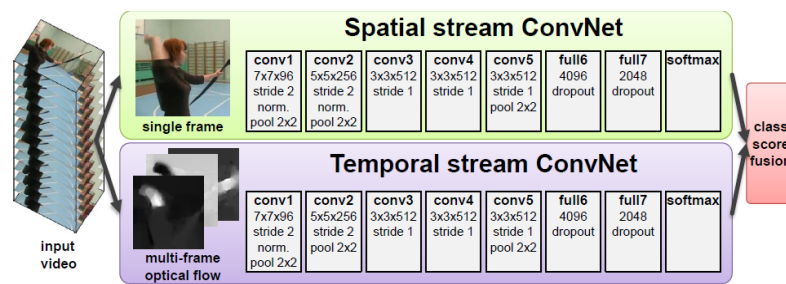 Spatial stream ConvNet
conv1
7x7x96
stride 2
norm.
pool 2x2
conv2
5x5x256
stride 2
norm.
pool 2x2
conv3
3x3x512
stride 1
conv4
3x3x512
stride 1
conv5
3x3x512
stride 1
pool 2x2
full6
4096
dropout
full7
2048
dropout
softmax
single frame
Temporal stream ConvNet
conv1
7x7x96
stride 2
norm.
pool 2x2
conv2
5x5x256
stride 2
pool 2x2
conv3
3x3x512
stride 1
conv4
3x3x512
stride 1
conv5
3x3x512
stride 1
pool 2x2
full6
4096
dropout
full7
2048
dropout
softmax
input
video
multi-frame
optical flow
class
score
fusion